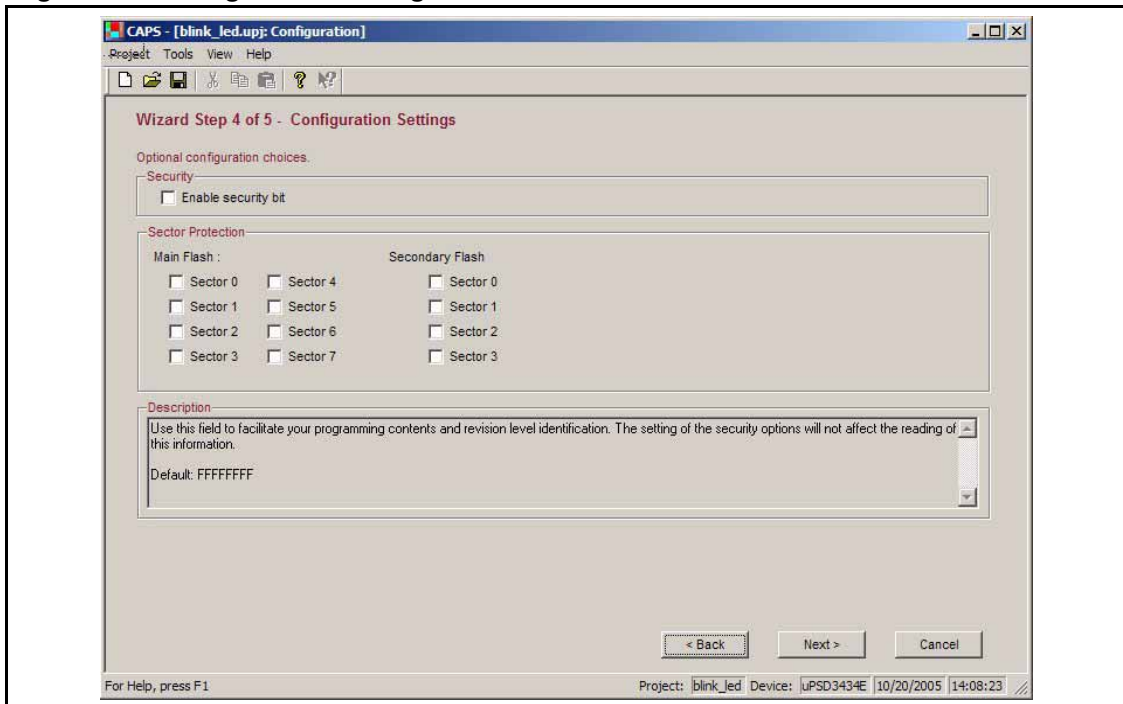 CAPS - [blink_led.upj: Configuration]
Project Tools View Help
Wizard Step 4 of 5 - Configuration Settings
Optional configuration choices.
Security
Enable security bit
Sector Protection
Main Flash : Secondary Flash
Sector 0 Sector 4 Sector 0
Sector 1 Sector 5 Sector 1
Sector 2 Sector 6 Sector 2
Sector 3 Sector 7 Sector 3
Description
Use this field to facilitate your programming contents and revision level identification. The setting of the security options will not affect the reading of
this information.
Default: FFFFFFFF
< Back Next > Cancel
For Help, press F1 Project: blink_led Device: uPSD3434E 10/20/2005 14:08:23